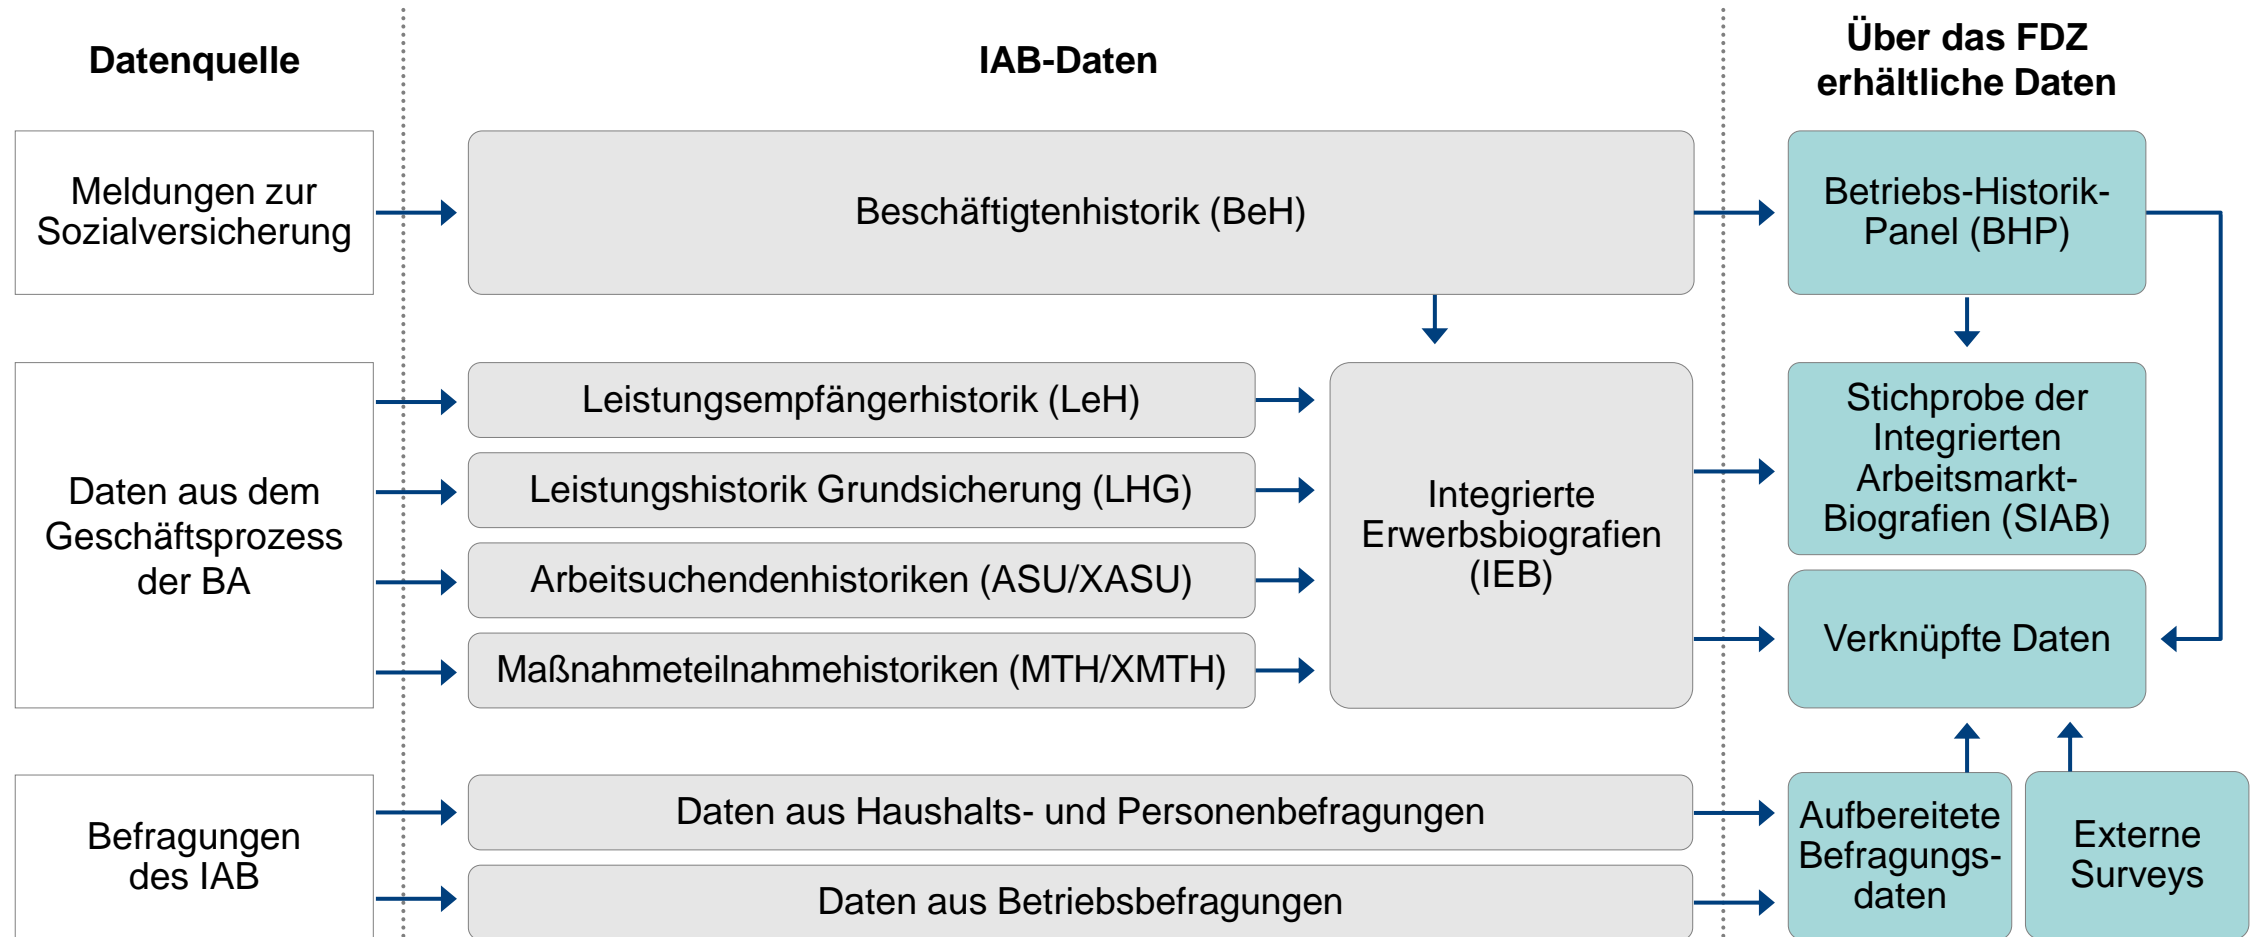 Datenquelle
IAB-Daten
Über das FDZ
erhältliche Daten
Meldungen zur
Sozialversicherung
Beschäftigtenhistorik (BeH)
Betriebs-Historik-
Panel (BHP)
Daten aus dem
Geschäftsprozess
der BA
Leistungsempfängerhistorik (LeH)
Leistungshistorik Grundsicherung (LHG)
Arbeitsuchendenhistoriken (ASU/XASU)
Maßnahmeteilnahmehistoriken (MTH/XMTH)
Integrierte
Erwerbsbiografien
(IEB)
Stichprobe der
Integrierten
Arbeitsmarkt-
Biografien (SIAB)
Verknüpfte Daten
Befragungen
des IAB
Daten aus Haushalts- und Personenbefragungen
Daten aus Betriebsbefragungen
Aufbereitete
Befragungs-
daten
Externe
Surveys